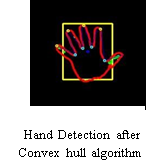 Hand Detection after
Convex hull algorithm